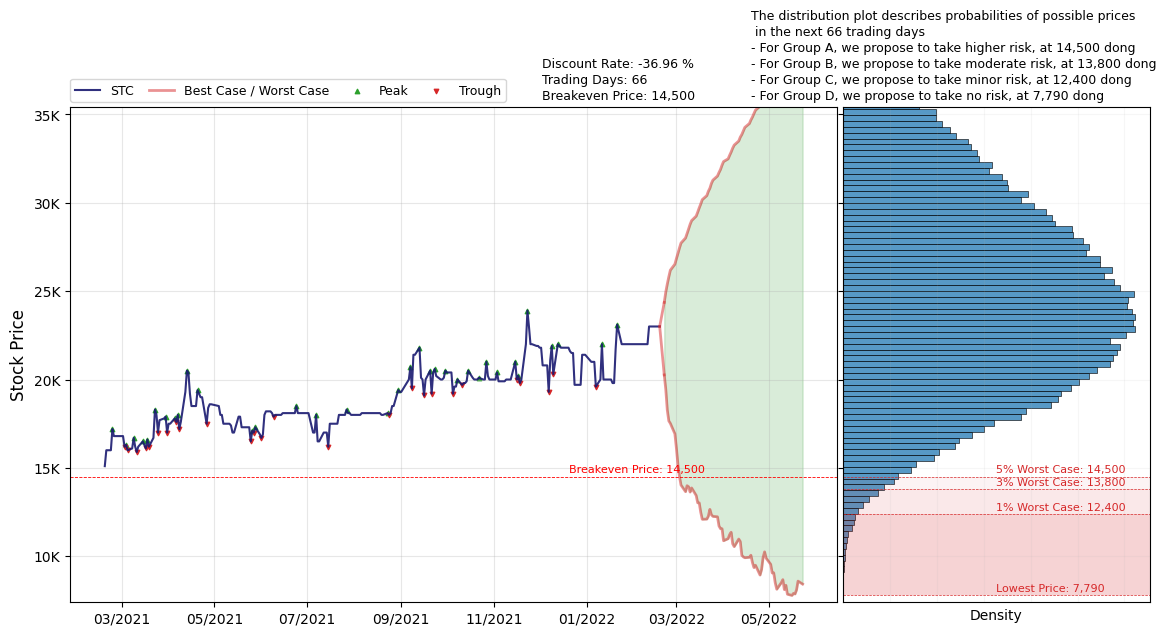 The distribution plot describes probabilities of possible prices
in the next 66 trading days
- For Group A, we propose to take higher risk, at 14,500 dong
- For Group B, we propose to take moderate risk, at 13,800 dong
- For Group C, we propose to take minor risk, at 12,400 dong
- For Group D, we propose to take no risk, at 7,790 dong
Discount Rate: -36.96 %
Trading Days: 66
Breakeven Price: 14,500
STC Best Case / Worst Case Peak Trough
35K
30K
25K
20K
15K
10K
Stock Price
Breakeven Price: 14,500
5% Worst Case: 14,500
3% Worst Case: 13,800
1% Worst Case: 12,400
Lowest Price: 7,790
03/2021 05/2021 07/2021 09/2021 11/2021 01/2022 03/2022 05/2022
Density